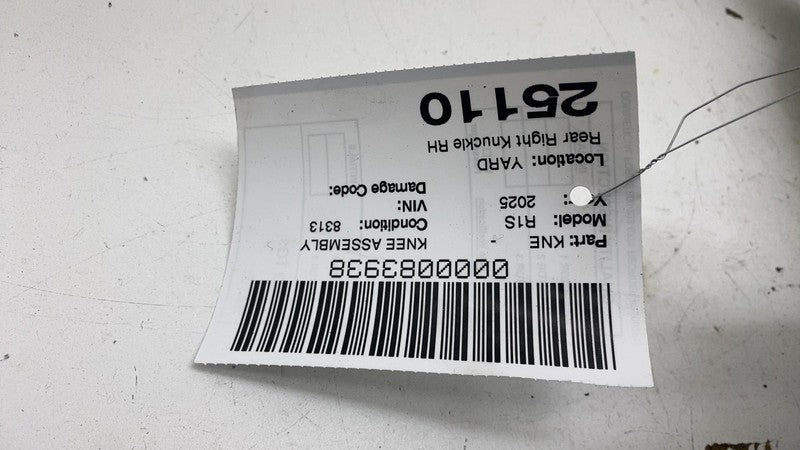 0000083938
Part: KNE - KNEE ASSEMBLY
Model: R1S Condition: 8313
2025 VIN:
Damage Code:
Location: YARD
Rear Right Knuckle RH
25110